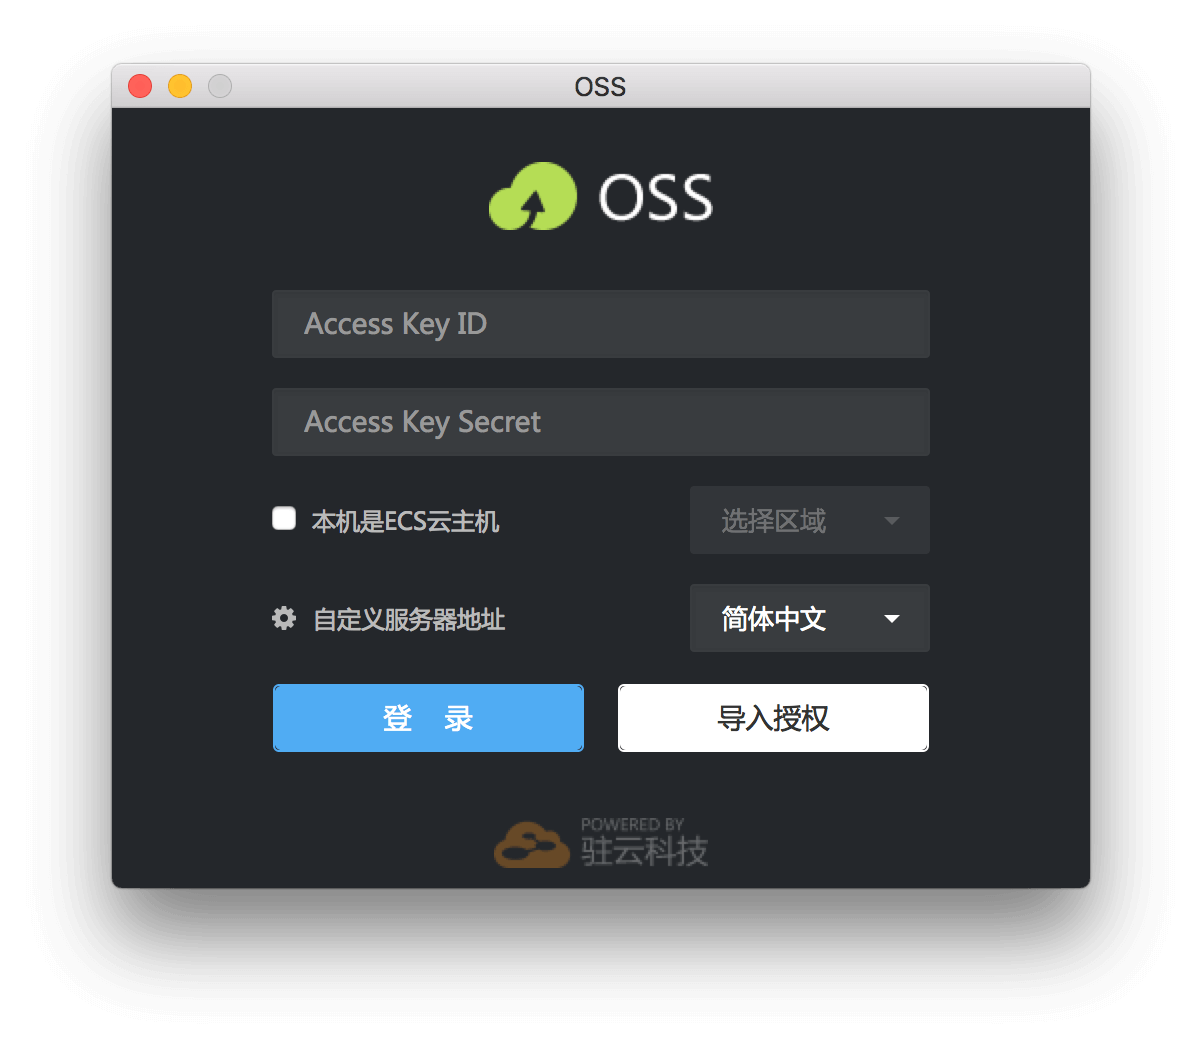 OSS
OSS
Access Key ID
Access Key Secret
本机是ECS云主机
选择区域
自定义服务器地址
简体中文
登 录
导入授权
POWERED BY
驻云科技